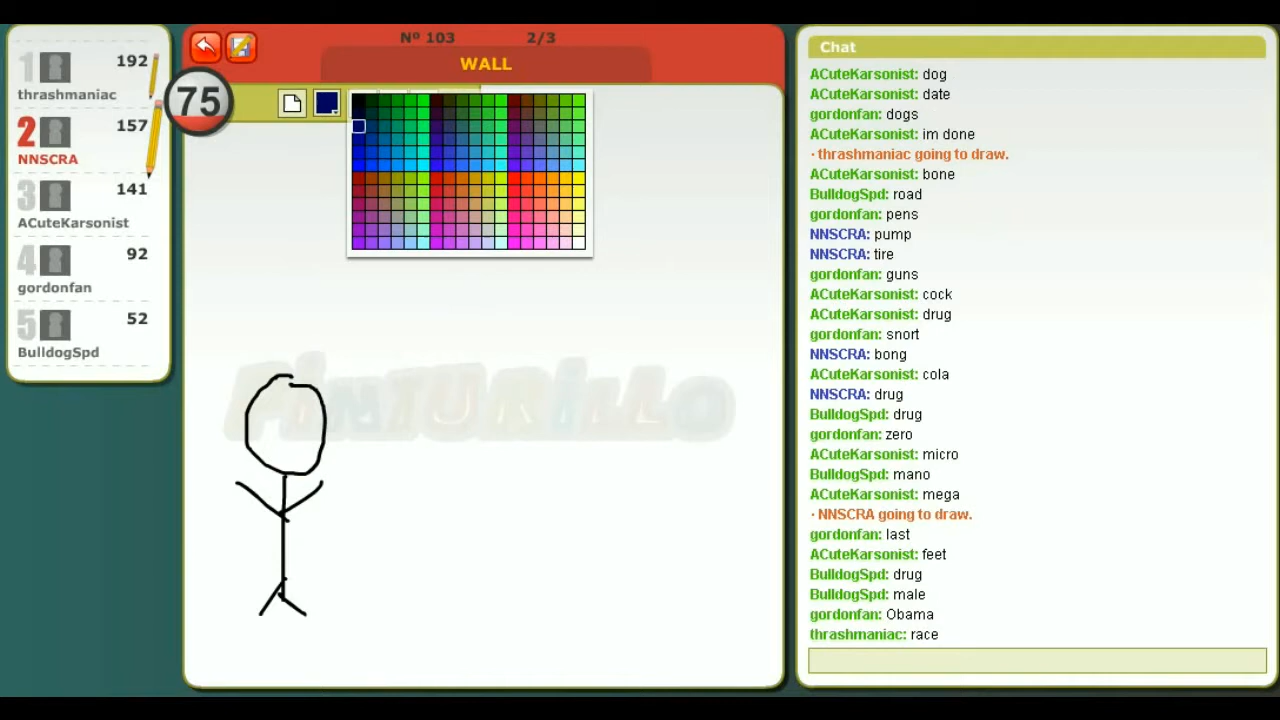 1 192
thrashmaniac
2 157
NNSCRA
3 141
ACuteKarsonist
4 92
gordonfan
5 52
BulldogSpd
75
Nº 103 2/3
WALL
PiNTURiLLO
Chat
ACuteKarsonist: dog
ACuteKarsonist: date
gordonfan: dogs
ACuteKarsonist: im done
· thrashmaniac going to draw.
ACuteKarsonist: bone
BulldogSpd: road
gordonfan: pens
NNSCRA: pump
NNSCRA: tire
gordonfan: guns
ACuteKarsonist: cock
ACuteKarsonist: drug
gordonfan: snort
NNSCRA: bong
ACuteKarsonist: cola
NNSCRA: drug
BulldogSpd: drug
gordonfan: zero
ACuteKarsonist: micro
BulldogSpd: mano
ACuteKarsonist: mega
· NNSCRA going to draw.
gordonfan: last
ACuteKarsonist: feet
BulldogSpd: drug
BulldogSpd: male
gordonfan: Obama
thrashmaniac: race